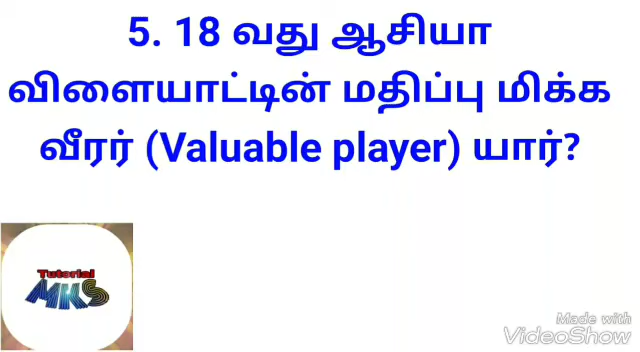 5. 18 வது ஆசியா
விளையாட்டின் மதிப்பு மிக்க
வீரர் (Valuable player) யார்?
Tutorial
MKS
Made with
VideoShow